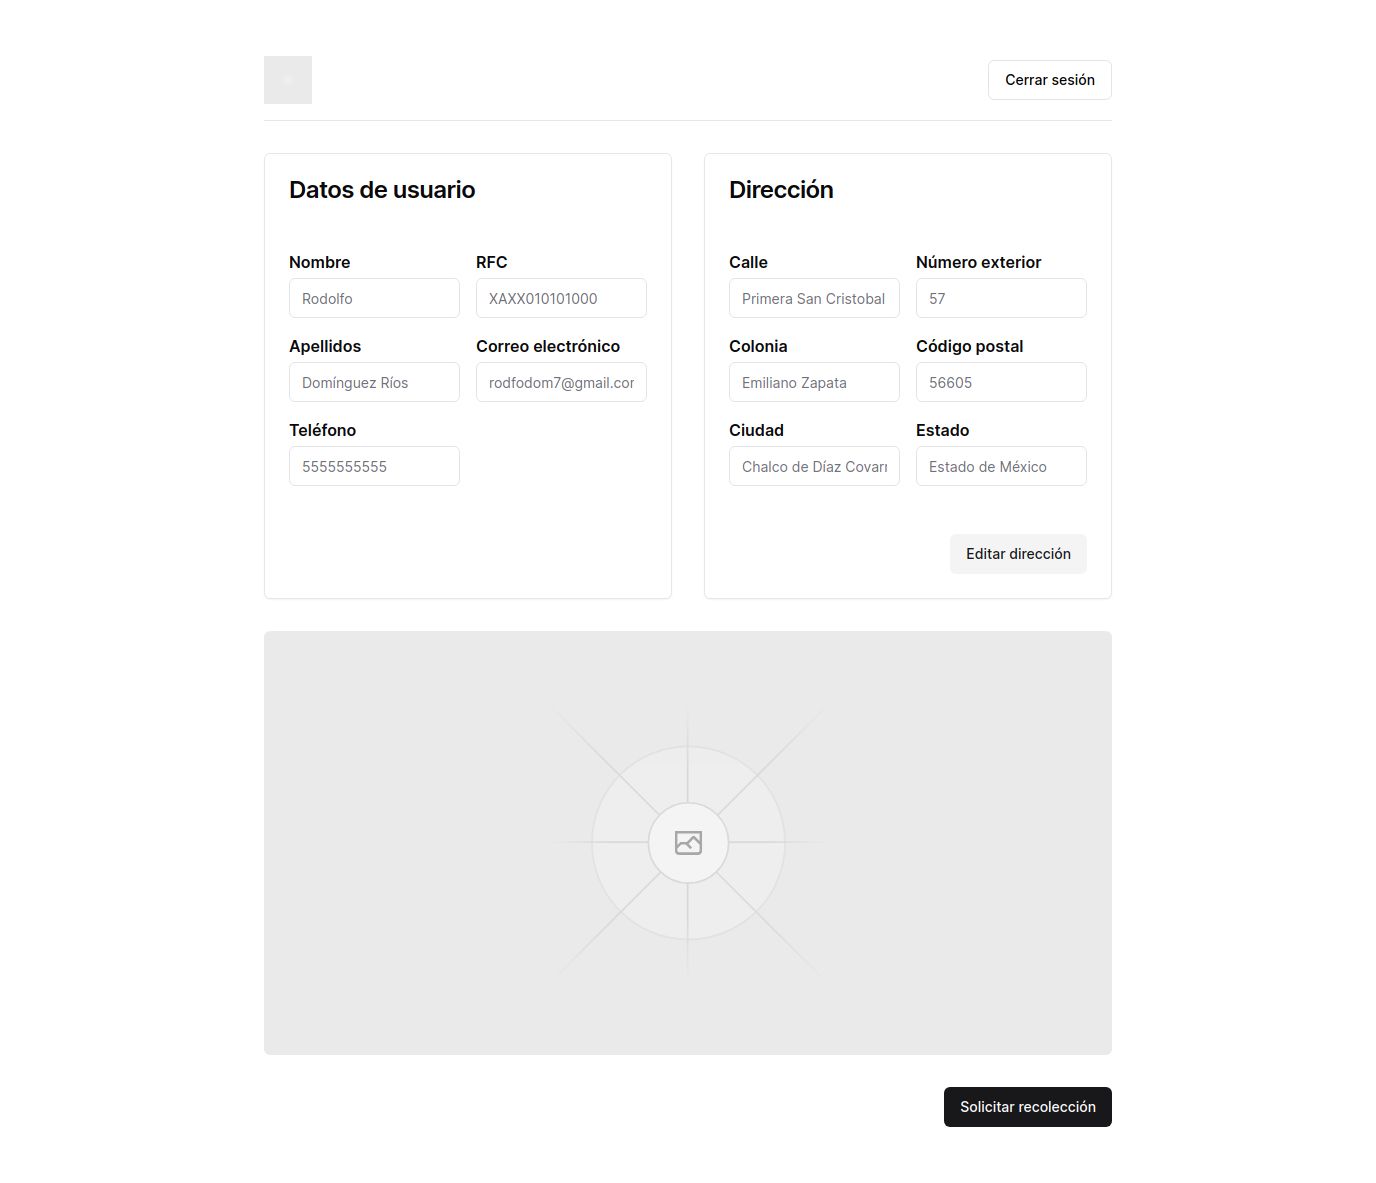 Cerrar sesión
Datos de usuario
Nombre
RFC
Rodolfo
XAXX010101000
Apellidos
Correo electrónico
Domínguez Ríos
rodfodom7@gmail.cor
Teléfono
5555555555
Dirección
Calle
Número exterior
Primera San Cristobal
57
Colonia
Código postal
Emiliano Zapata
56605
Ciudad
Estado
Chalco de Díaz Covarr
Estado de México
Editar dirección
Solicitar recolección